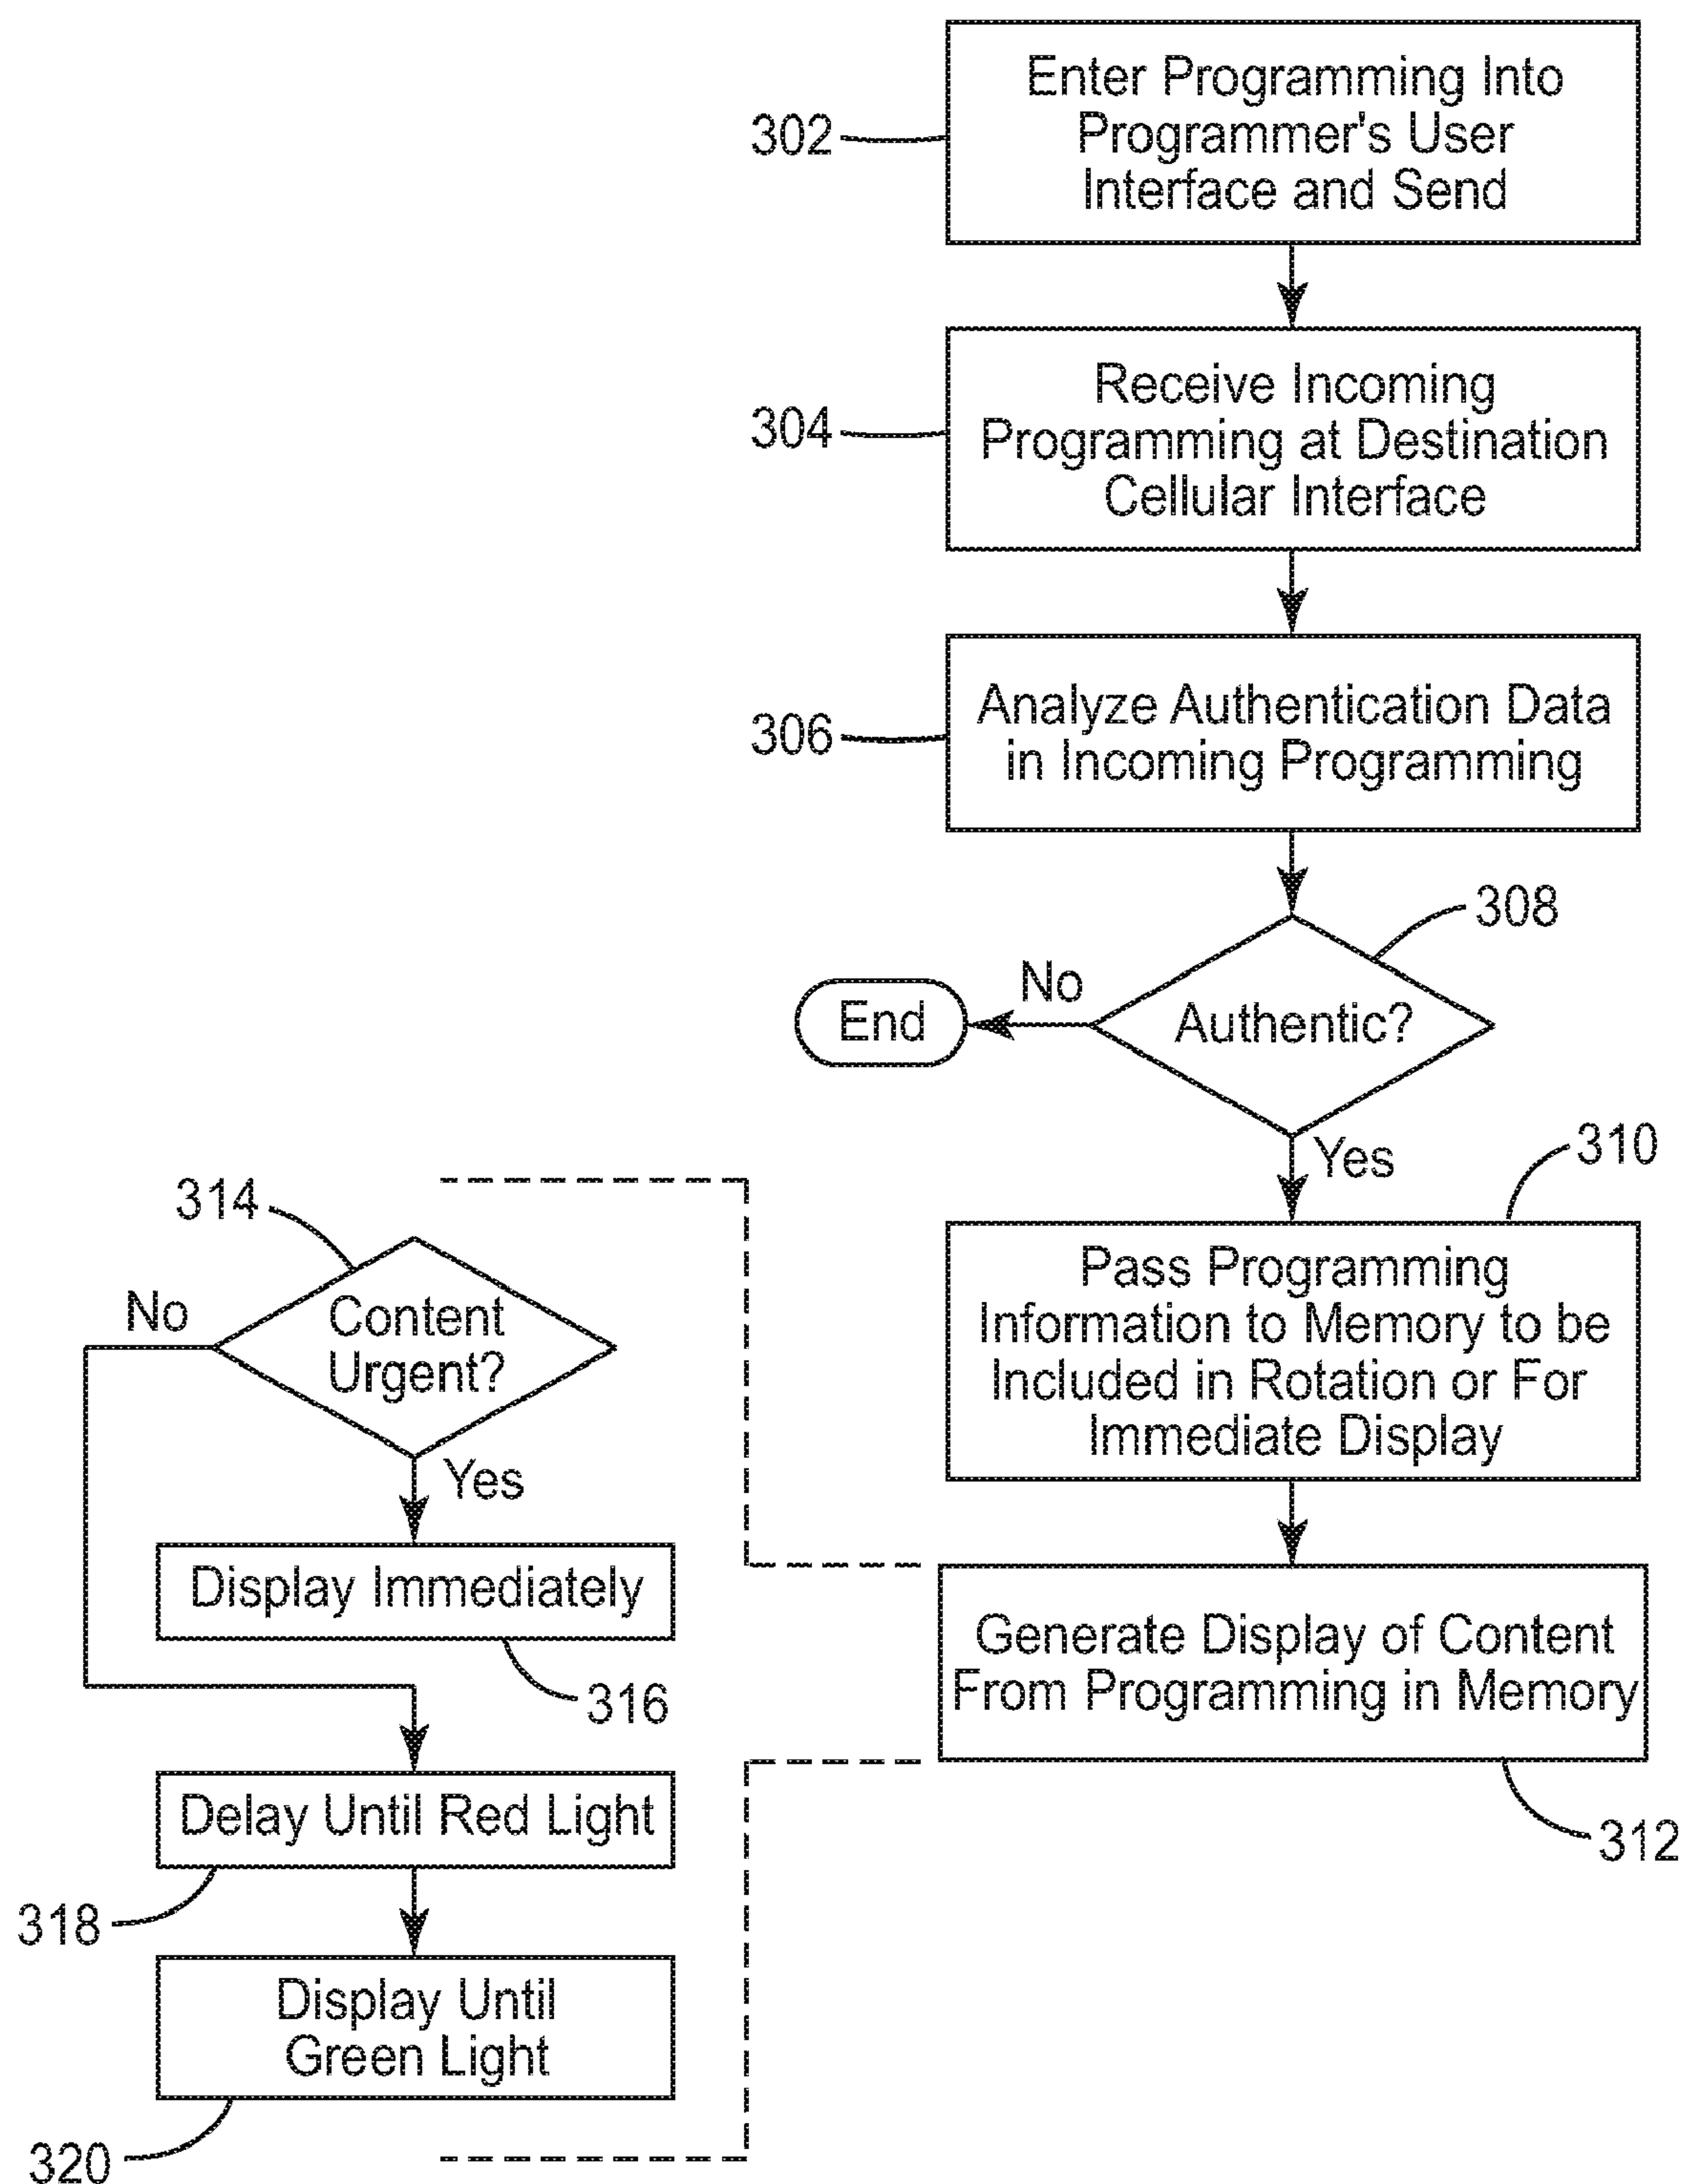 Enter Programming Into
Programmer's User
Interface and Send
302
Receive Incoming
Programming at Destination
Cellular Interface
304
Analyze Authentication Data
in Incoming Programming
306
308
Authentic?
No
End
Yes
310
Pass Programming
Information to Memory to be
Included in Rotation or For
Immediate Display
Generate Display of Content
From Programming in Memory
312
314
Content
Urgent?
No
Yes
Display Immediately
316
Delay Until Red Light
318
Display Until
Green Light
320